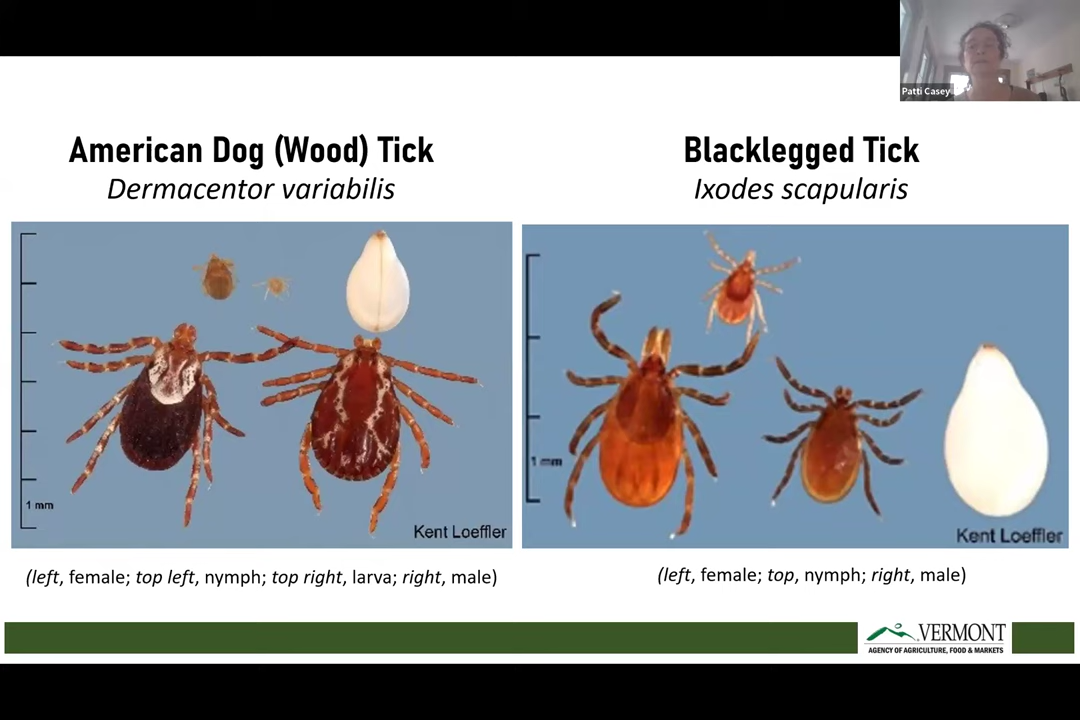 Patti Casey
American Dog (Wood) Tick
Dermacentor variabilis
1 mm
Kent Loeffler
(left, female; top left, nymph; top right, larva; right, male)
Blacklegged Tick
Ixodes scapularis
1 mm
Kent Loeffler
(left, female; top, nymph; right, male)
VERMONT
AGENCY OF AGRICULTURE, FOOD & MARKETS